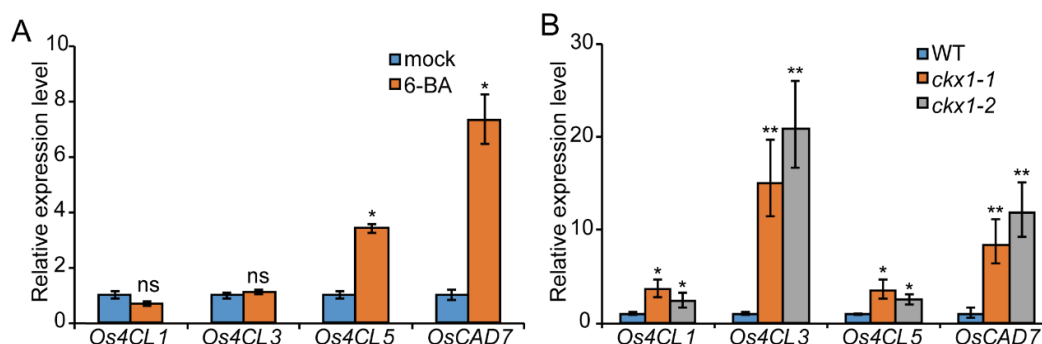 A
Relative expression level
10
8
6
4
2
0
mock
6-BA
ns
ns
*
*
Os4CL1 Os4CL3 Os4CL5 OsCAD7
B
Relative expression level
30
20
10
0
WT
ckx1-1
ckx1-2
* *
** **
* *
** **
Os4CL1 Os4CL3 Os4CL5 OsCAD7